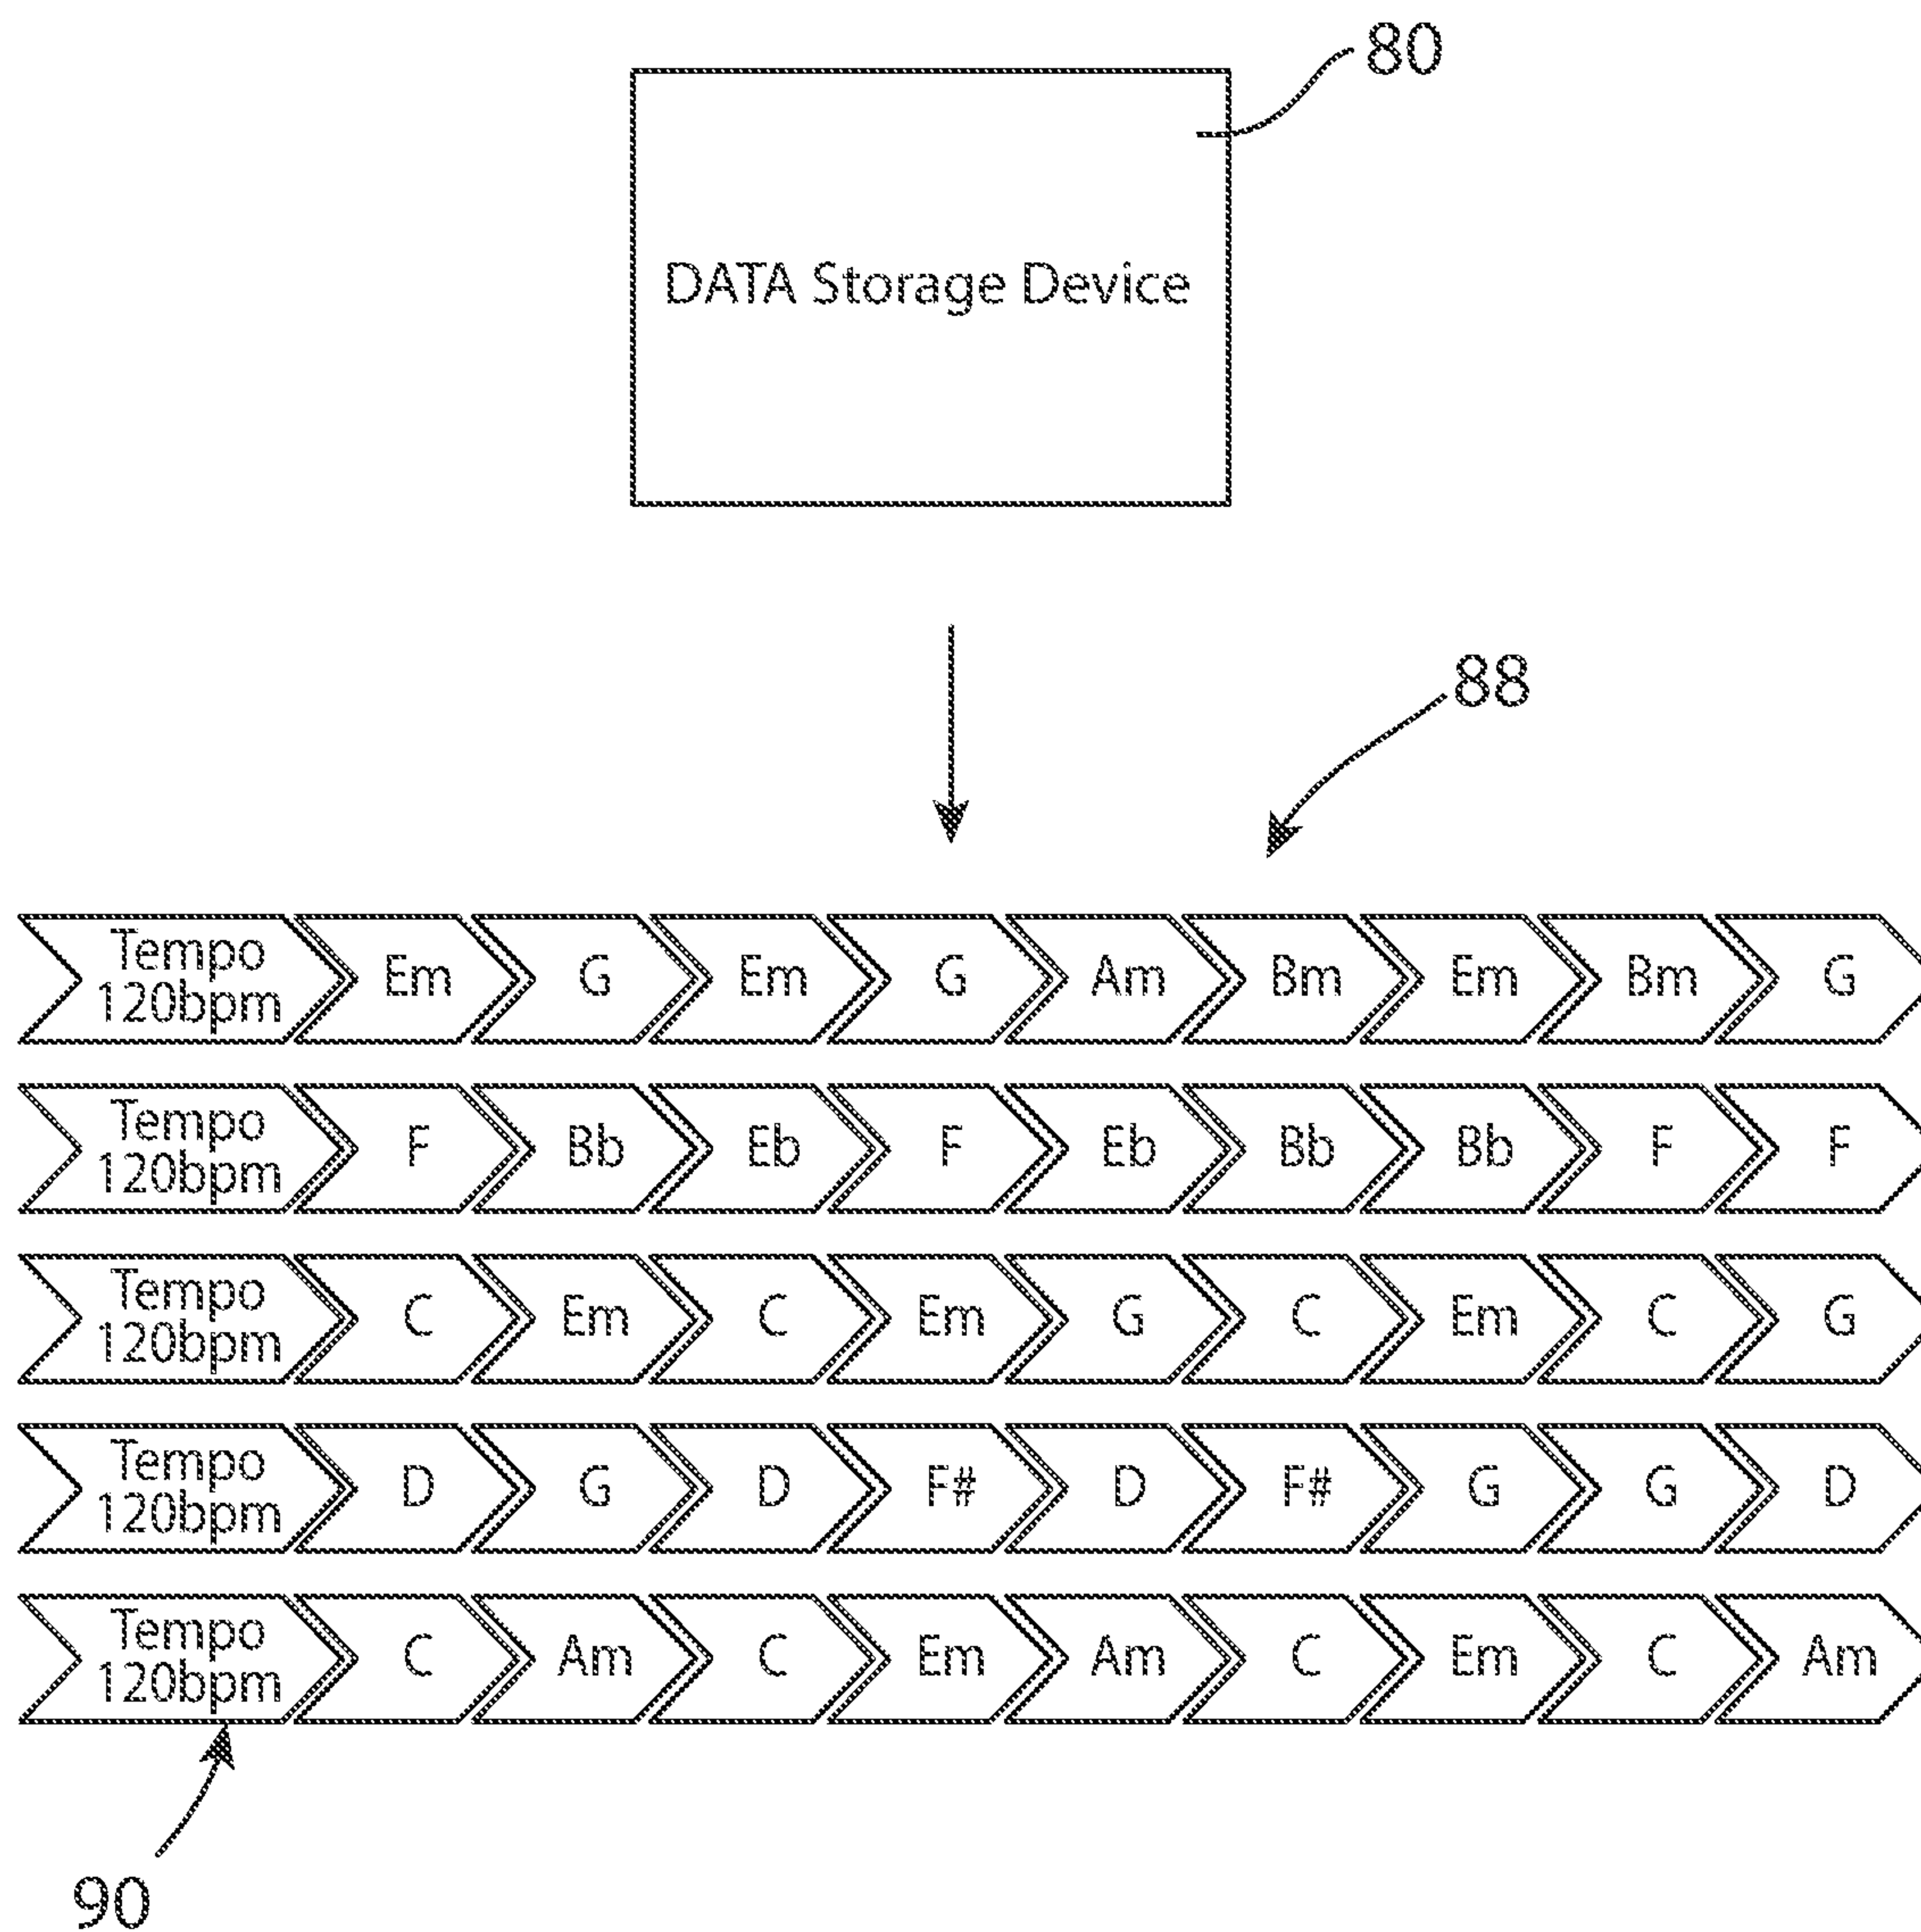 80
DATA Storage Device
88
Tempo
120bpm Em G Em G Am Bm Em Bm G
Tempo
120bpm F Bb Eb F Eb Bb Bb F F
Tempo
120bpm C Em C Em G C Em C G
Tempo
120bpm D G D F# D F# G G D
Tempo
120bpm C Am C Em Am C Em C Am
90